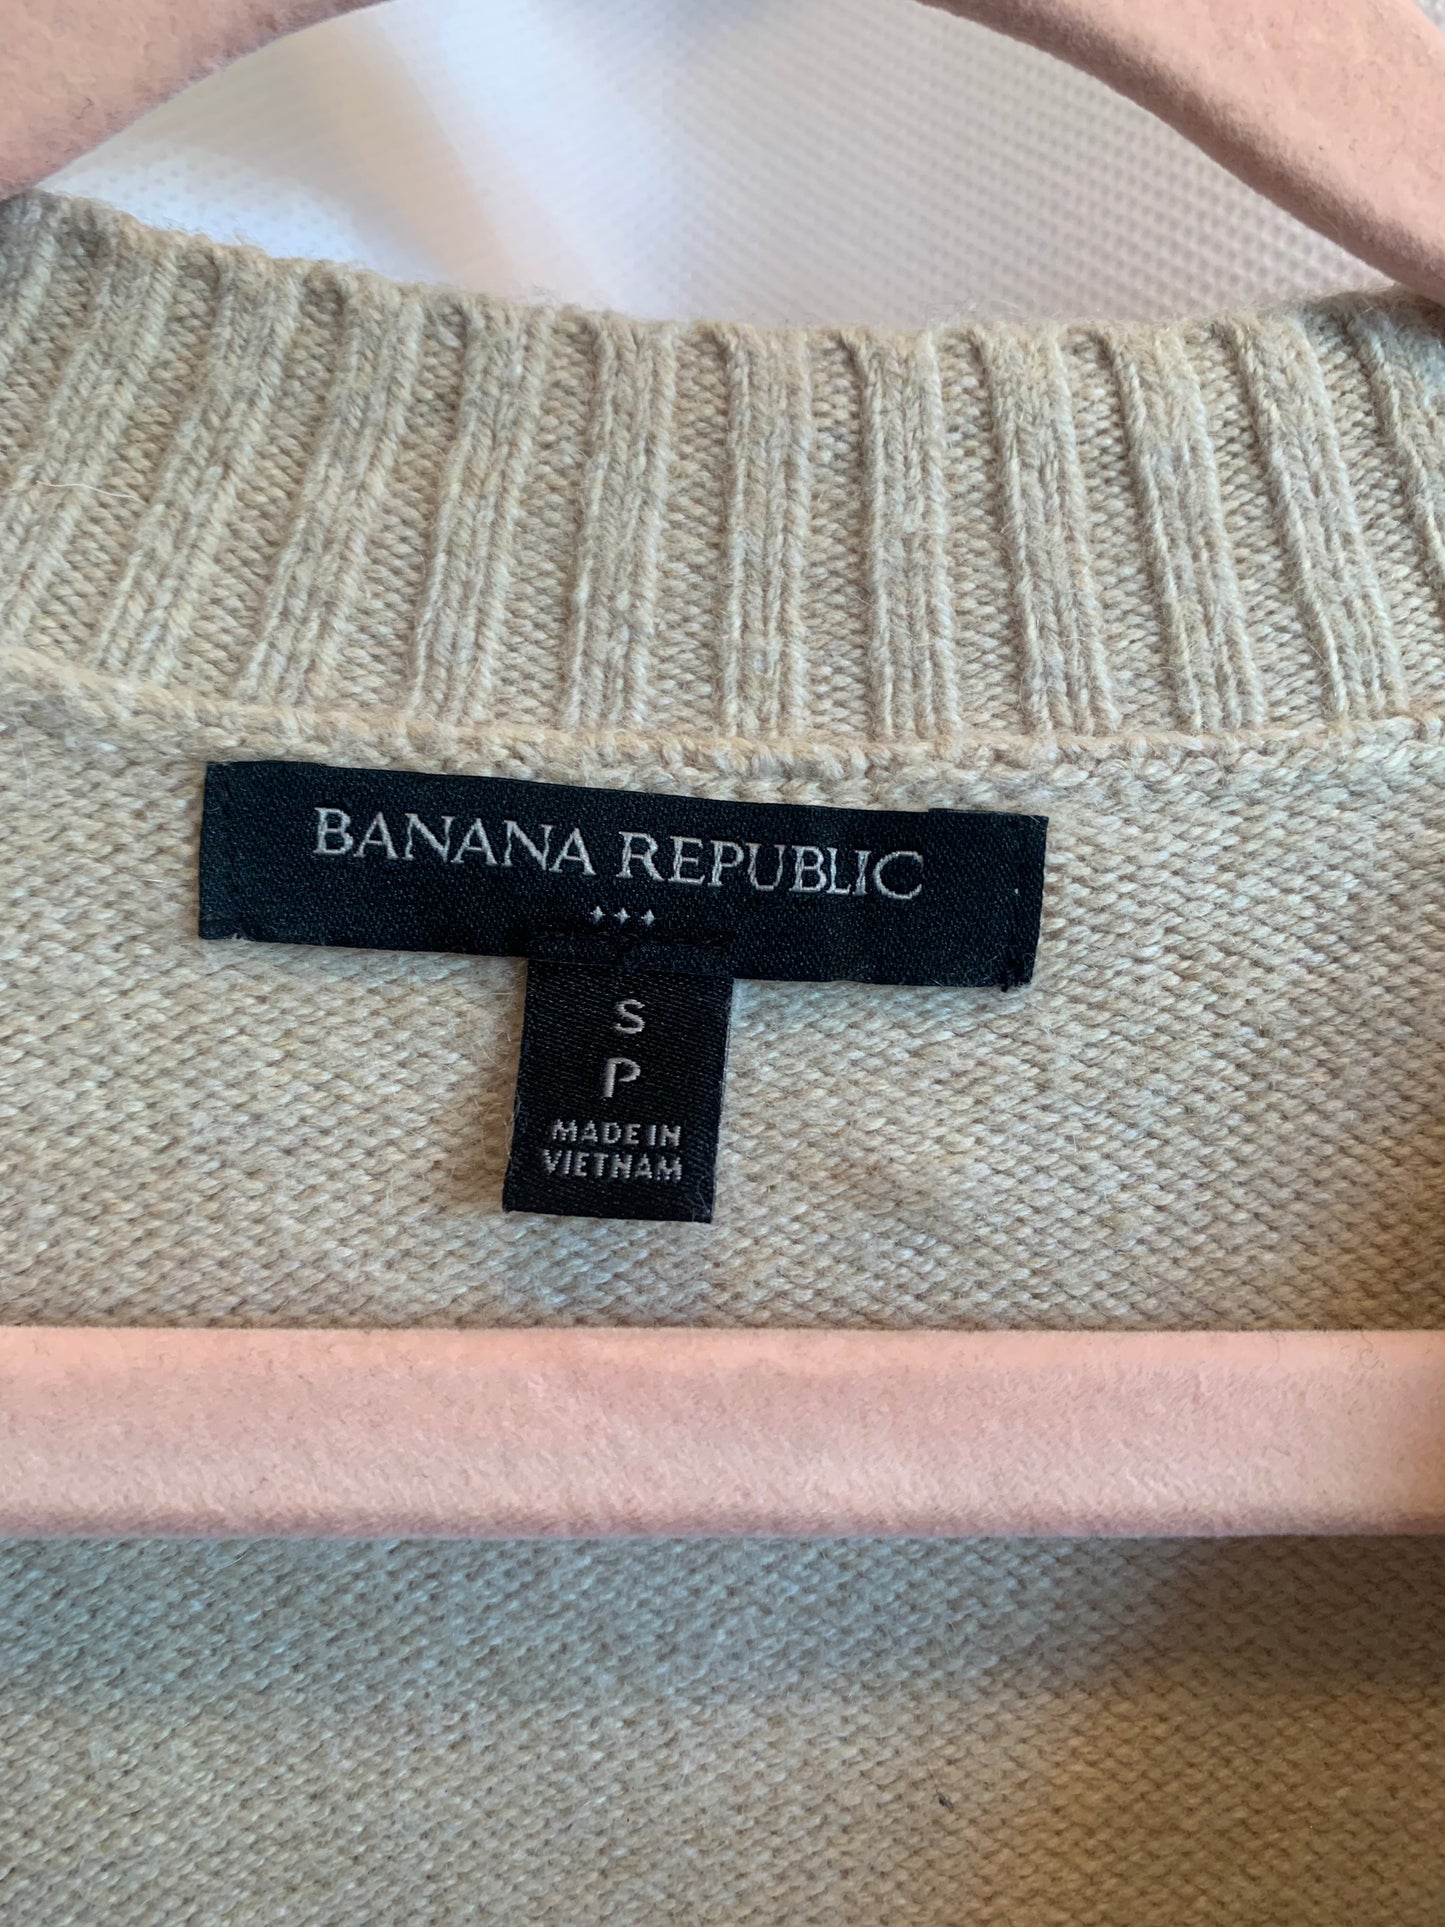 BANANA REPUBLIC
S
P
MADE IN
VIETNAM